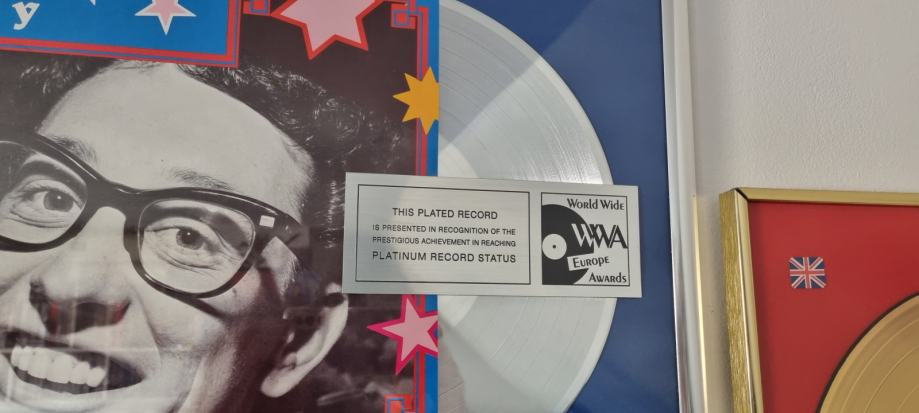 y
THIS PLATED RECORD
IS PRESENTED IN RECOGNITION OF THE
PRESTIGIOUS ACHIEVEMENT IN REACHING
PLATINUM RECORD STATUS
WORLD WIDE
WWA
EUROPE
AWARDS